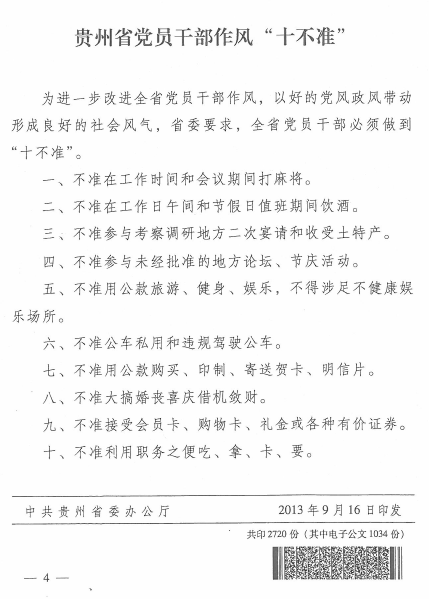 贵州省党员干部作风“十不准”
为进一步改进全省党员干部作风，以好的党风政风带动
形成良好的社会风气，省委要求，全省党员干部必须做到
“十不准”。
一、不准在工作时间和会议期间打麻将。
二、不准在工作日午间和节假日值班期间饮酒。
三、不准参与考察调研地方二次宴请和收受土特产。
四、不准参与未经批准的地方论坛、节庆活动。
五、不准用公款旅游、健身、娱乐，不得涉足不健康娱
乐场所。
六、不准公车私用和违规驾驶公车。
七、不准用公款购买、印制、寄送贺卡、明信片。
八、不准大搞婚丧喜庆借机敛财。
九、不准接受会员卡、购物卡、礼金或各种有价证券。
十、不准利用职务之便吃、拿、卡、要。
中共贵州省委办公厅 2013年9月16日印发
共印2720份（其中电子公文1034份）
— 4 —